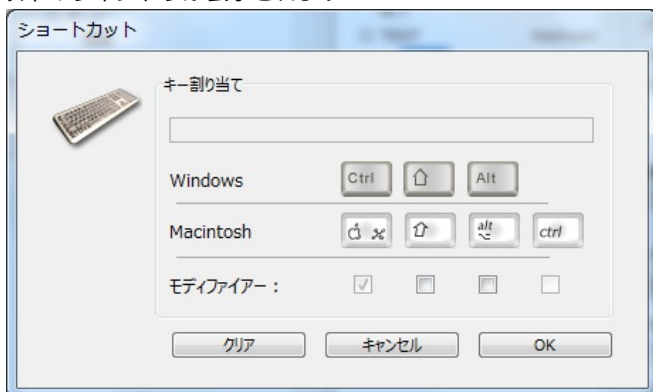 ショートカット
キー割り当て
Windows Ctrl Alt
Macintosh alt ctrl
モディファイアー：
クリア キャンセル OK